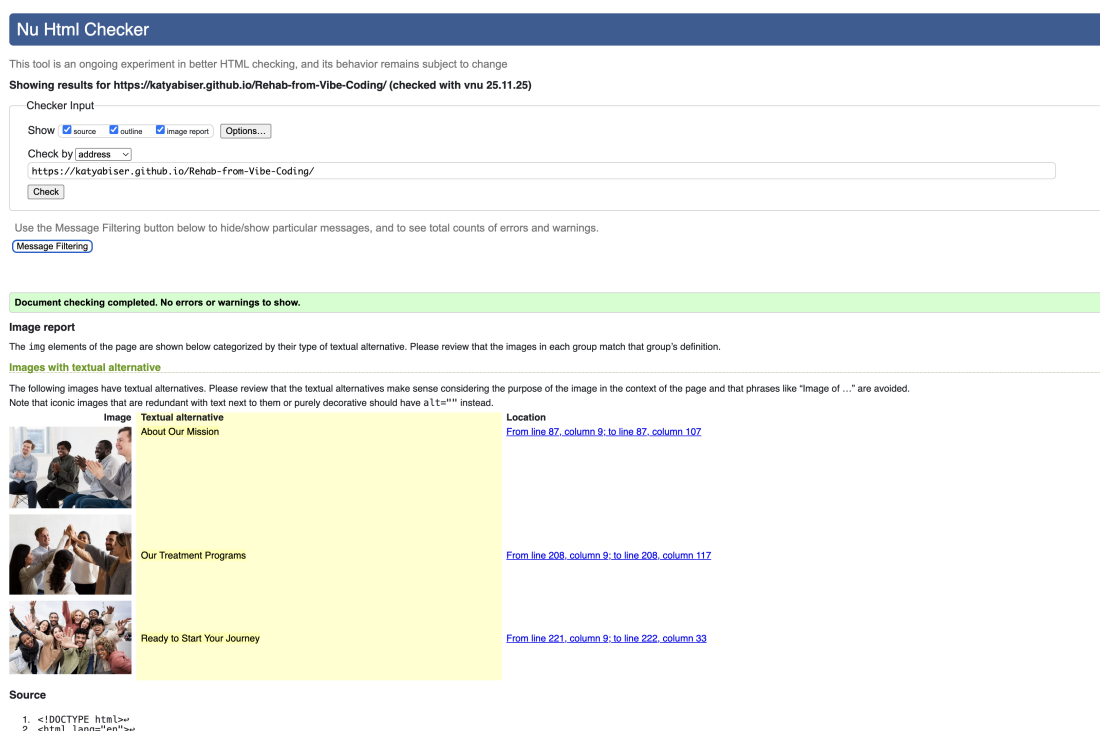 Nu Html Checker
This tool is an ongoing experiment in better HTML checking, and its behavior remains subject to change
Showing results for https://katyabiser.github.io/Rehab-from-Vibe-Coding/ (checked with vnu 25.11.25)
Checker Input
Show source outline image report Options...
Check by address
https://katyabiser.github.io/Rehab-from-Vibe-Coding/
Check
Use the Message Filtering button below to hide/show particular messages, and to see total counts of errors and warnings.
Message Filtering
Document checking completed. No errors or warnings to show.
Image report
The img elements of the page are shown below categorized by their type of textual alternative. Please review that the images in each group match that group's definition.
Images with textual alternative
The following images have textual alternatives. Please review that the textual alternatives make sense considering the purpose of the image in the context of the page and that phrases like “Image of …” are avoided.
Note that iconic images that are redundant with text next to them or purely decorative should have alt="" instead.
Image Textual alternative Location
About Our Mission From line 87, column 9; to line 87, column 107
Our Treatment Programs From line 208, column 9; to line 208, column 117
Ready to Start Your Journey From line 221, column 9; to line 222, column 33
Source
1. <!DOCTYPE html>↩
2. <html lang="en">↩